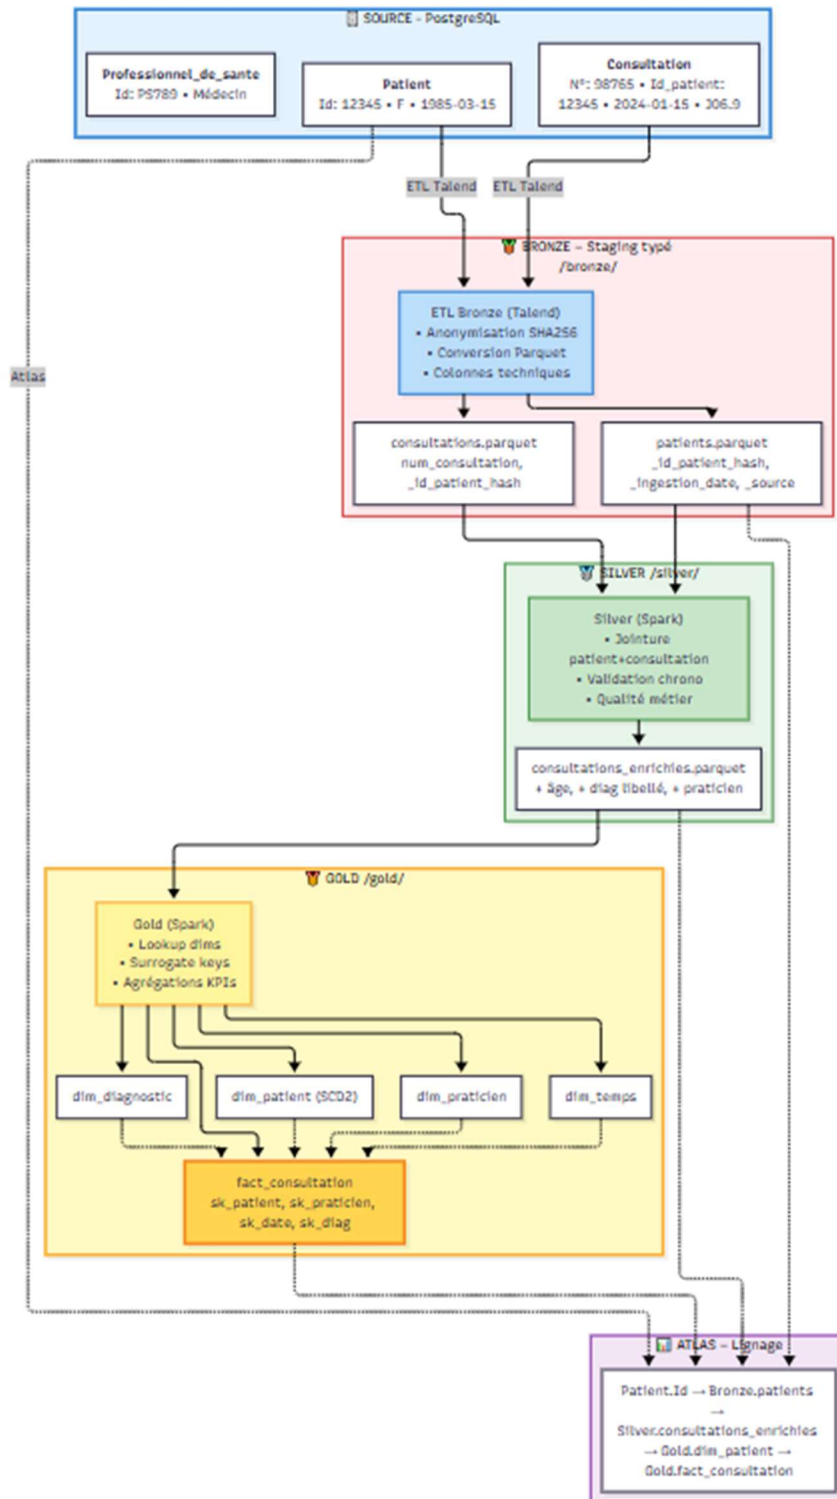 SOURCE - PostgreSQL
Professionnel_de_sante
Id: PS789 • Médecin
Patient
Id: 12345 • F • 1985-03-15
Consultation
N°: 98765 • Id_patient:
12345 • 2024-01-15 • J06.9
ETL Talend
ETL Talend
BRONZE – Staging typé
/bronze/
ETL Bronze (Talend)
• Anonymisation SHA256
• Conversion Parquet
• Colonnes techniques
Atlas
consultations.parquet
num_consultation,
_id_patient_hash
patients.parquet
_id_patient_hash,
_ingestion_date, _source
SILVER /silver/
Silver (Spark)
• Jointure
patient+consultation
• Validation chrono
• Qualité métier
consultations_enrichies.parquet
+ âge, + diag libellé, + praticien
GOLD /gold/
Gold (Spark)
• Lookup dims
• Surrogate keys
• Agrégations KPIs
dim_diagnostic
dim_patient (SCD2)
dim_praticien
dim_temps
fact_consultation
sk_patient, sk_praticien,
sk_date, sk_diag
ATLAS – Lignage
Patient.Id → Bronze.patients
→
Silver.consultations_enrichies
→ Gold.dim_patient →
Gold.fact_consultation